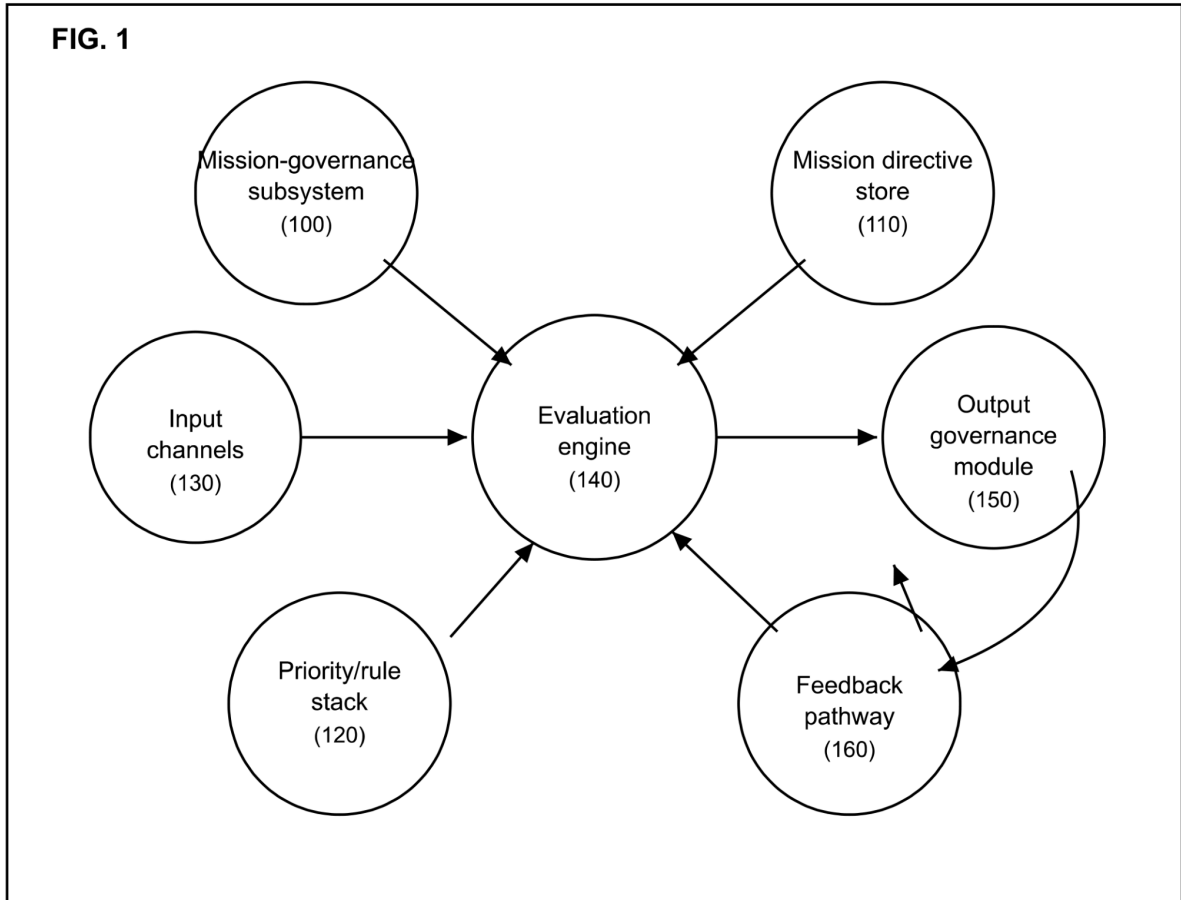 FIG. 1
Mission-governance
subsystem
(100)
Mission directive
store
(110)
Input
channels
(130)
Evaluation
engine
(140)
Output
governance
module
(150)
Priority/rule
stack
(120)
Feedback
pathway
(160)